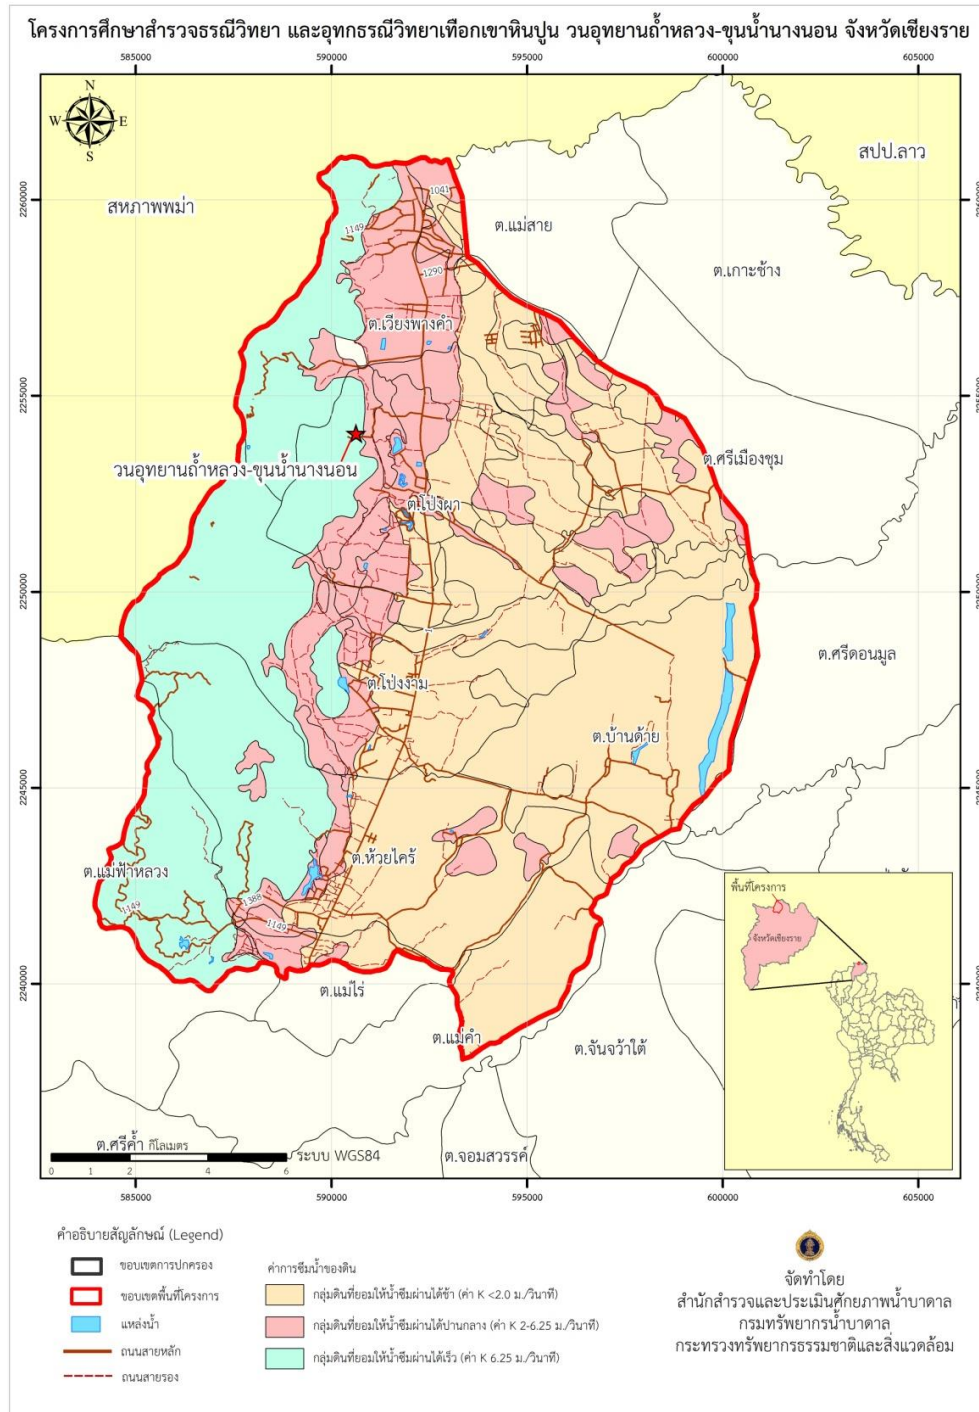 โครงการศึกษาสำรวจธรณีวิทยา และอุทกธรณีวิทยาเทือกเขาหินปูน วนอุทยานถ้ำหลวง-ขุนน้ำนางนอน จังหวัดเชียงราย
585000 590000 595000 600000 605000
N
W E
S
สปป.ลาว
สหภาพพม่า
1041
2260000
ต.แม่สาย
1149
ต.เกาะช้าง
1290
ต.เวียงพางคำ
2255000
ต.ศรีเมืองชุม
วนอุทยานถ้ำหลวง-ขุนน้ำนางนอน
ต.โป่งผา
2250000
1
ต.ศรีดอนมูล
ต.โป่งงาม
ต.บ้านด้าย
2245000
ต.ห้วยไคร้
ต.แม่ฟ้าหลวง
1149
1388
1149
พื้นที่โครงการ
จังหวัดเชียงราย
2240000
ต.แม่ไร่
ต.แม่คำ
ต.จันจว้าใต้
ต.ศรีค้ำ กิโลเมตร
ระบบ WGS84
0 1 2 4 6
ต.จอมสวรรค์
585000 590000 595000 600000 605000
คำอธิบายสัญลักษณ์ (Legend)
ขอบเขตการปกครอง
ขอบเขตพื้นที่โครงการ
แหล่งน้ำ
ถนนสายหลัก
ถนนสายรอง
ค่าการซึมน้ำของดิน
กลุ่มดินที่ยอมให้น้ำซึมผ่านได้ช้า (ค่า K <2.0 ม./วินาที)
กลุ่มดินที่ยอมให้น้ำซึมผ่านได้ปานกลาง (ค่า K 2-6.25 ม./วินาที)
กลุ่มดินที่ยอมให้น้ำซึมผ่านได้เร็ว (ค่า K 6.25 ม./วินาที)
จัดทำโดย
สำนักสำรวจและประเมินศักยภาพน้ำบาดาล
กรมทรัพยากรน้ำบาดาล
กระทรวงทรัพยากรธรรมชาติและสิ่งแวดล้อม